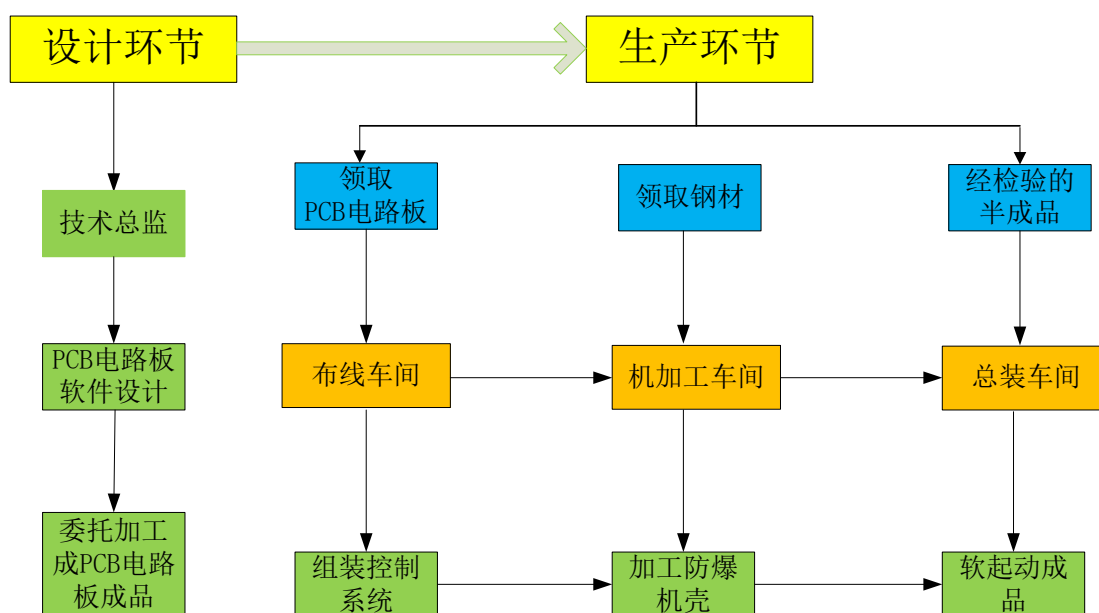 设计环节
生产环节
领取
PCB电路板
领取钢材
经检验的
半成品
技术总监
PCB电路板
软件设计
布线车间
机加工车间
总装车间
委托加工
成PCB电路
板成品
组装控制
系统
加工防爆
机壳
软起动成
品